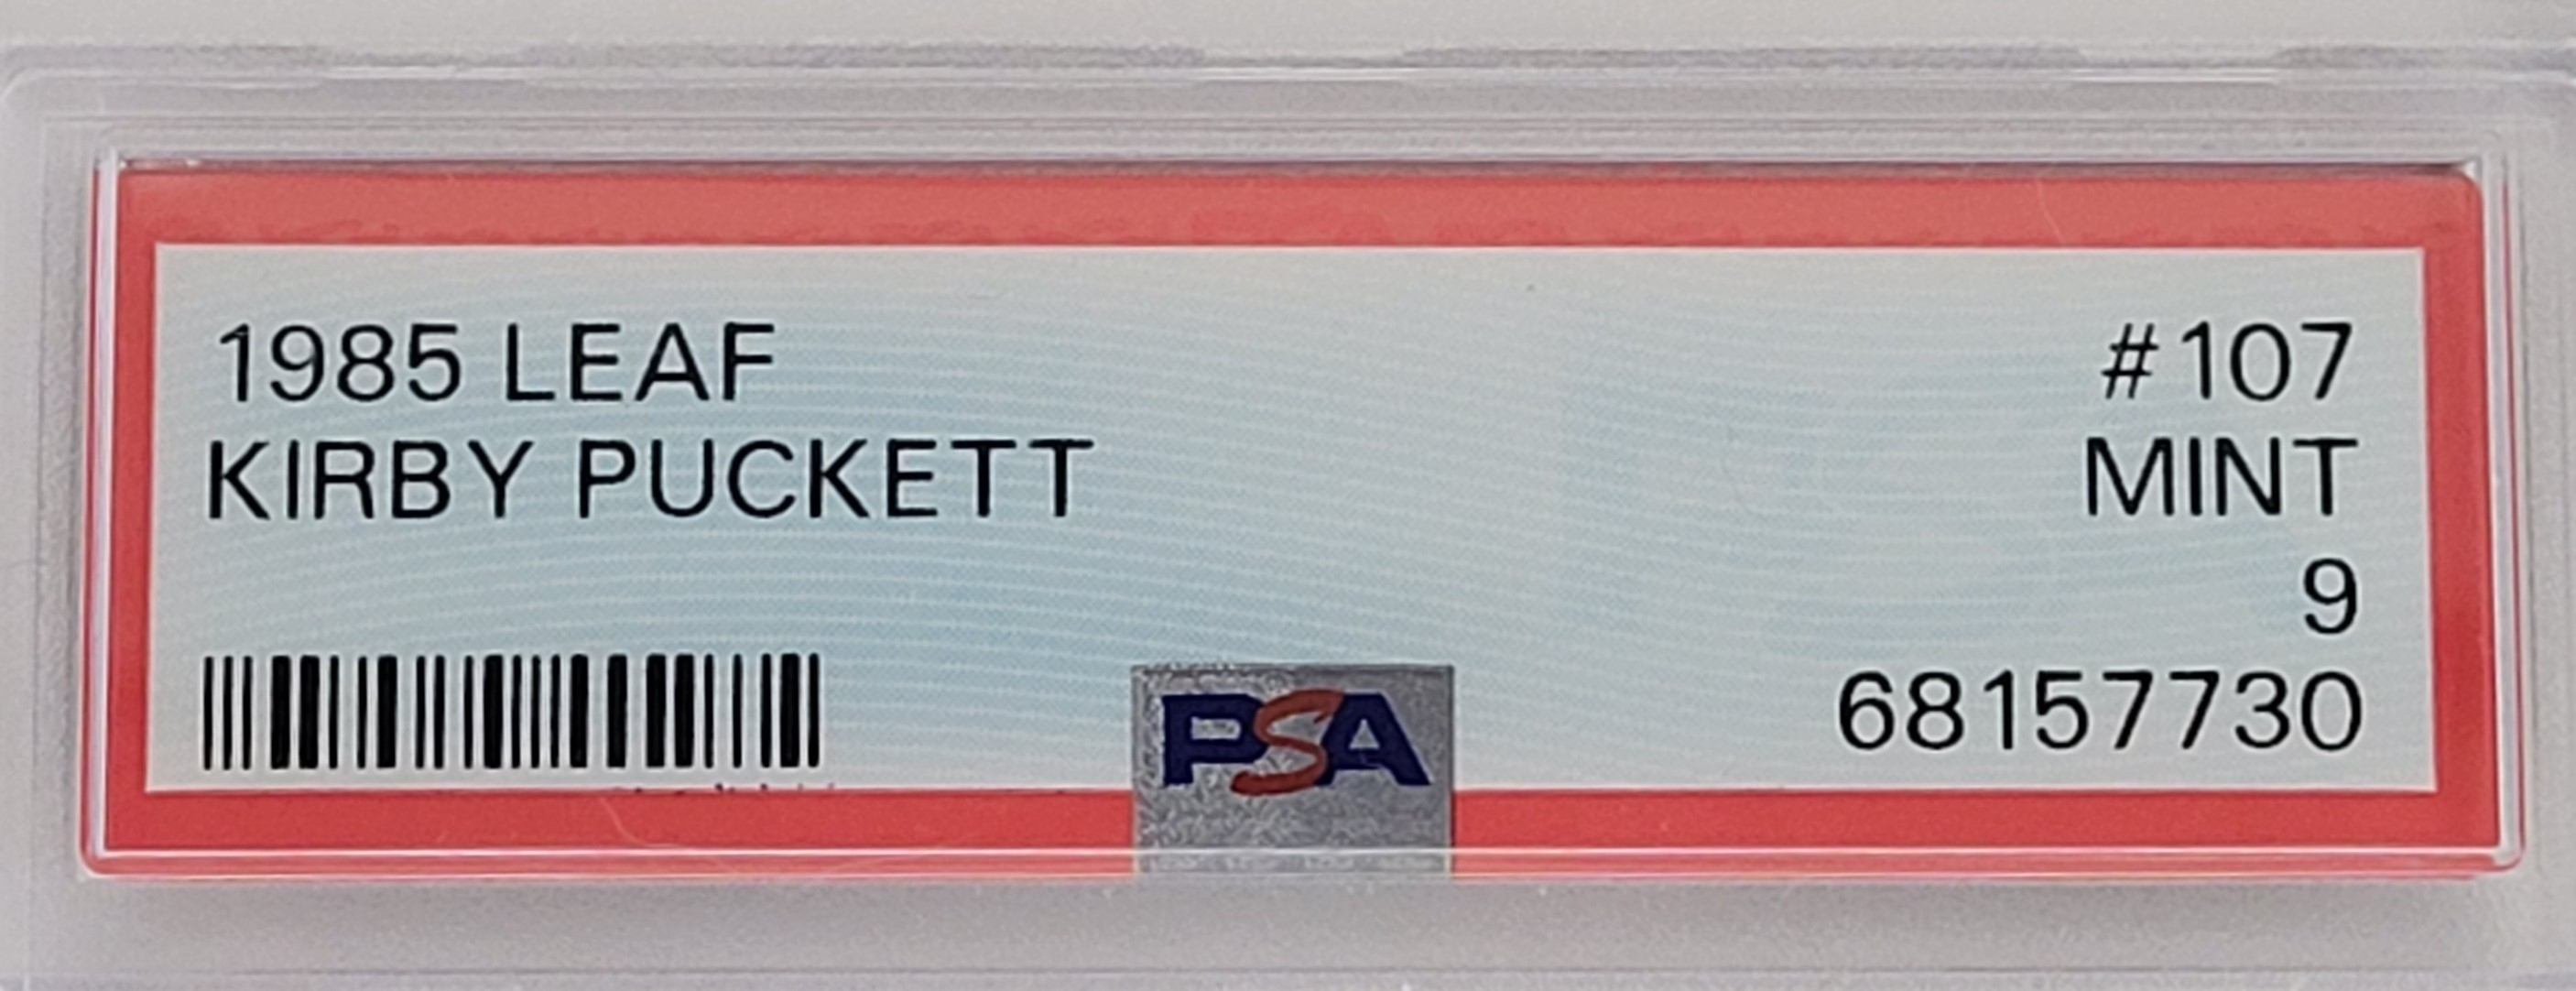 1985 LEAF #107
KIRBY PUCKETT MINT
9
68157730
PSA